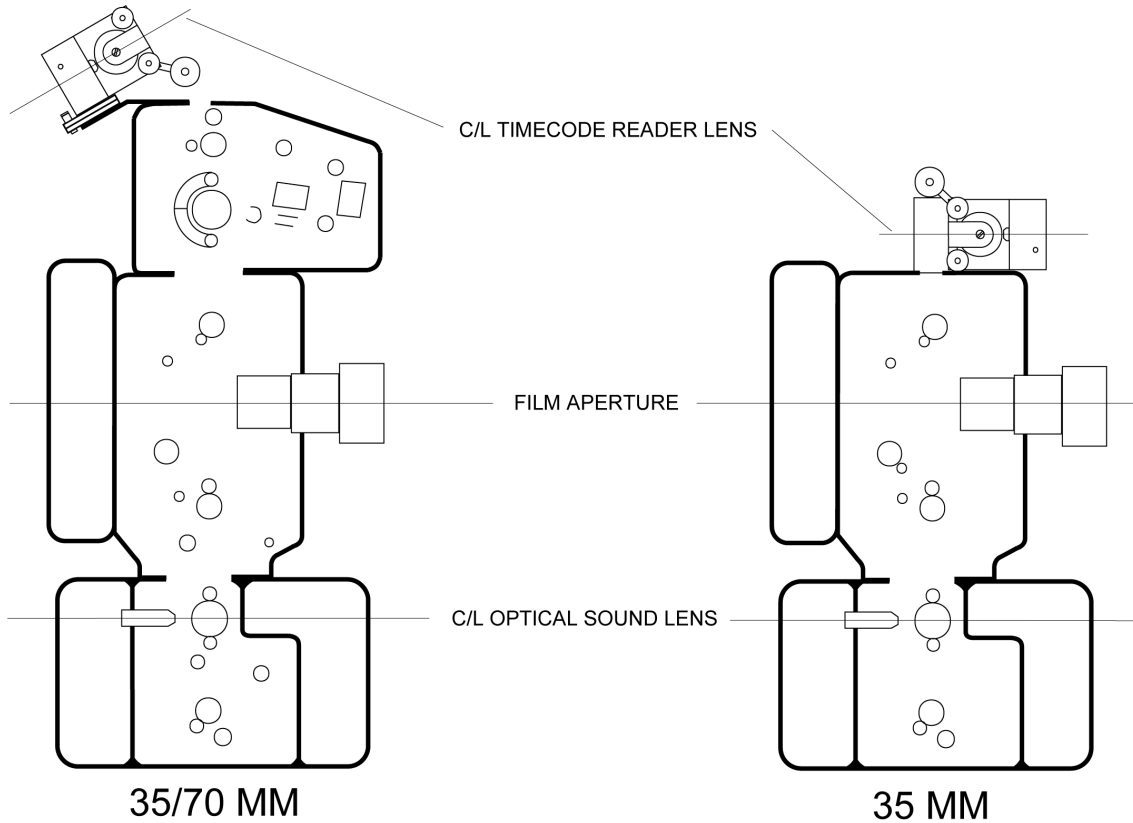 C/L TIMECODE READER LENS
FILM APERTURE
C/L OPTICAL SOUND LENS
35/70 MM
35 MM